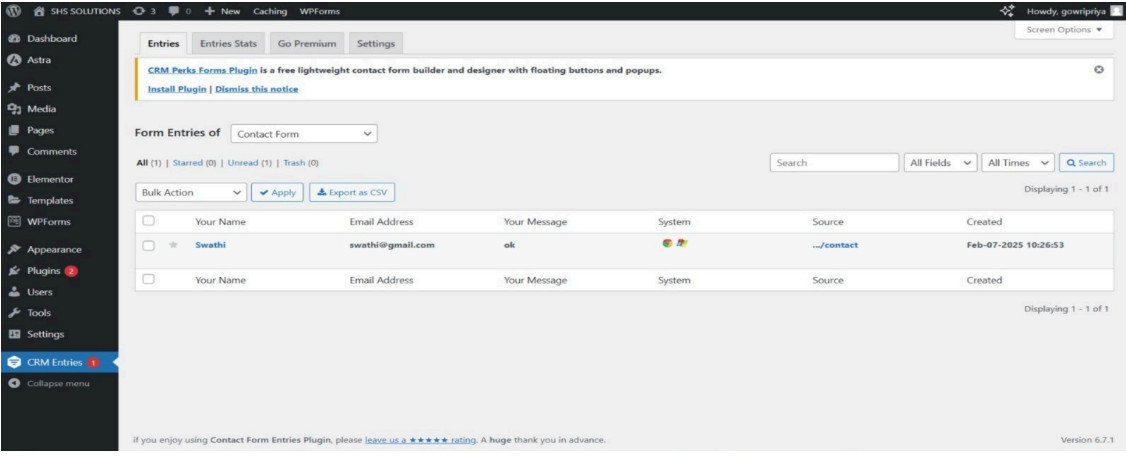 SHS SOLUTIONS 3 0 + New Caching WPForms Howdy, gowripriya
Screen Options ▼
Dashboard
Astra
Posts
Media
Pages
Comments
Elementor
Templates
WPForms
Appearance
Plugins 2
Users
Tools
Settings
CRM Entries 1
Collapse menu
Entries Entries Stats Go Premium Settings
CRM Perks Forms Plugin is a free lightweight contact form builder and designer with floating buttons and popups.
Install Plugin | Dismiss this notice
Form Entries of Contact Form
All (1) | Starred (0) | Unread (1) | Trash (0) Search All Fields All Times Search
Bulk Action Apply Export as CSV Displaying 1 - 1 of 1
Your Name Email Address Your Message System Source Created
Swathi swathi@gmail.com ok .../contact Feb-07-2025 10:26:53
Your Name Email Address Your Message System Source Created
Displaying 1 - 1 of 1
if you enjoy using Contact Form Entries Plugin, please leave us a ★★★★★ rating. A huge thank you in advance. Version 6.7.1